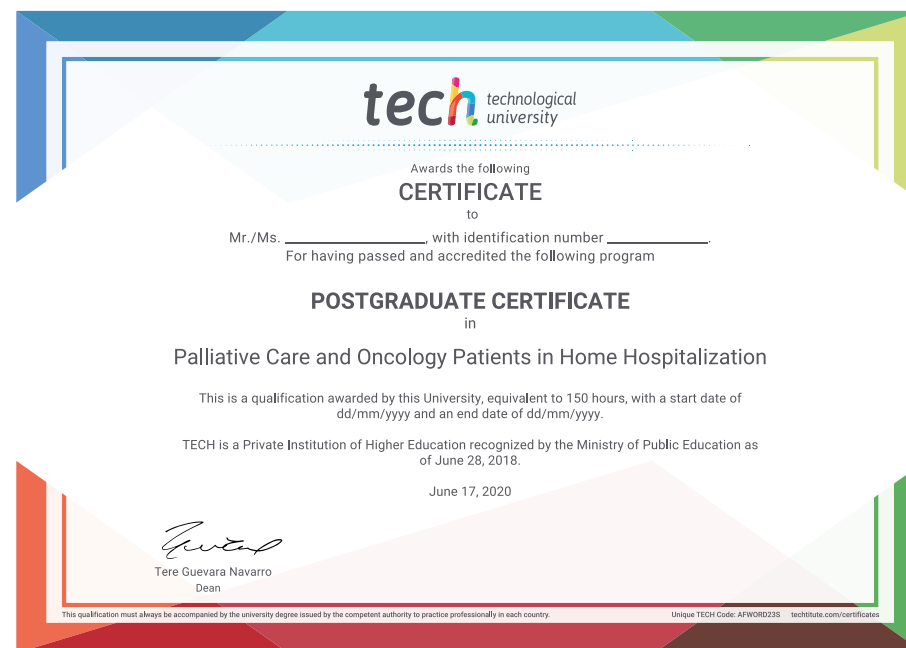 tech technological
university
Awards the following
CERTIFICATE
to
Mr./Ms. __________________, with identification number _____________.
For having passed and accredited the following program
POSTGRADUATE CERTIFICATE
in
Palliative Care and Oncology Patients in Home Hospitalization
This is a qualification awarded by this University, equivalent to 150 hours, with a start date of
dd/mm/yyyy and an end date of dd/mm/yyyy.
TECH is a Private Institution of Higher Education recognized by the Ministry of Public Education as
of June 28, 2018.
June 17, 2020
Tere Guevara Navarro
Dean
This qualification must always be accompanied by the university degree issued by the competent authority to practice professionally in each country.
Unique TECH Code: AFWORD23S techtitute.com/certificates